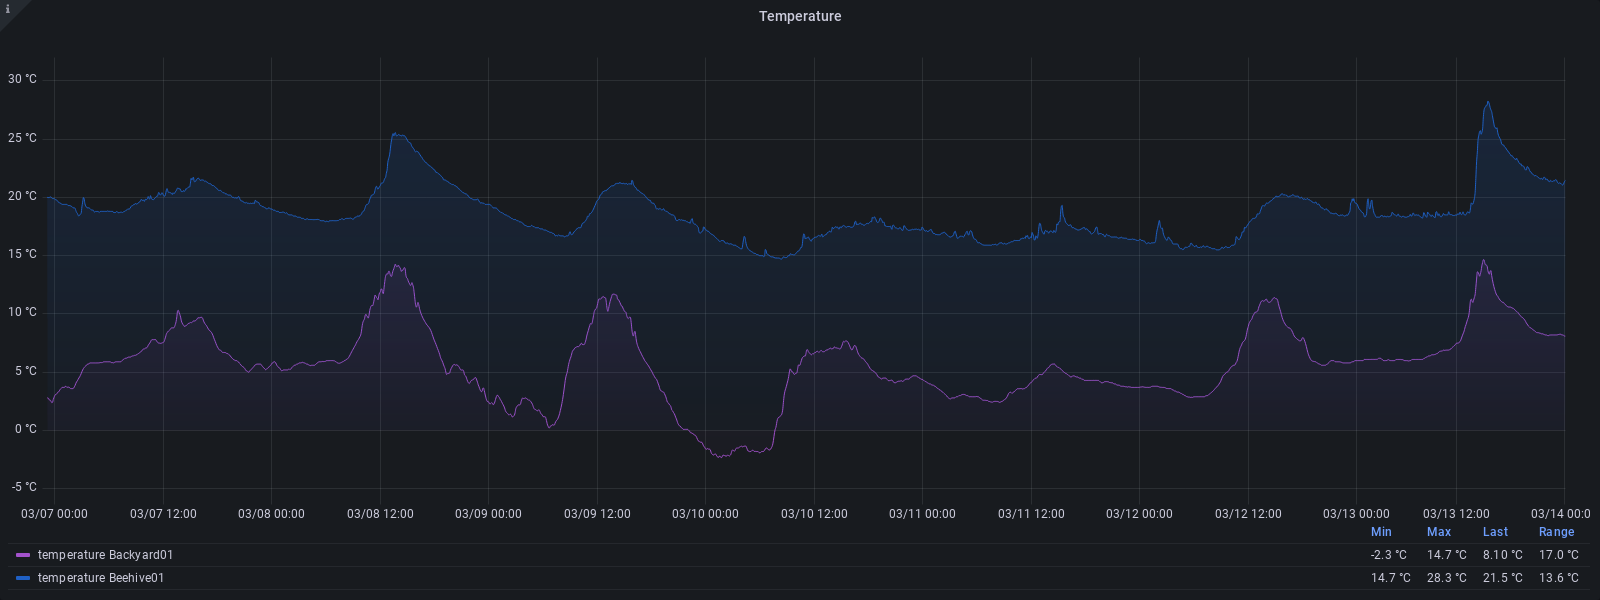 i
Temperature
30 °C
25 °C
20 °C
15 °C
10 °C
5 °C
0 °C
-5 °C
03/07 00:00 03/07 12:00 03/08 00:00 03/08 12:00 03/09 00:00 03/09 12:00 03/10 00:00 03/10 12:00 03/11 00:00 03/11 12:00 03/12 00:00 03/12 12:00 03/13 00:00 03/13 12:00 03/14 00:0
Min Max Last Range
temperature Backyard01 -2.3 °C 14.7 °C 8.10 °C 17.0 °C
temperature Beehive01 14.7 °C 28.3 °C 21.5 °C 13.6 °C